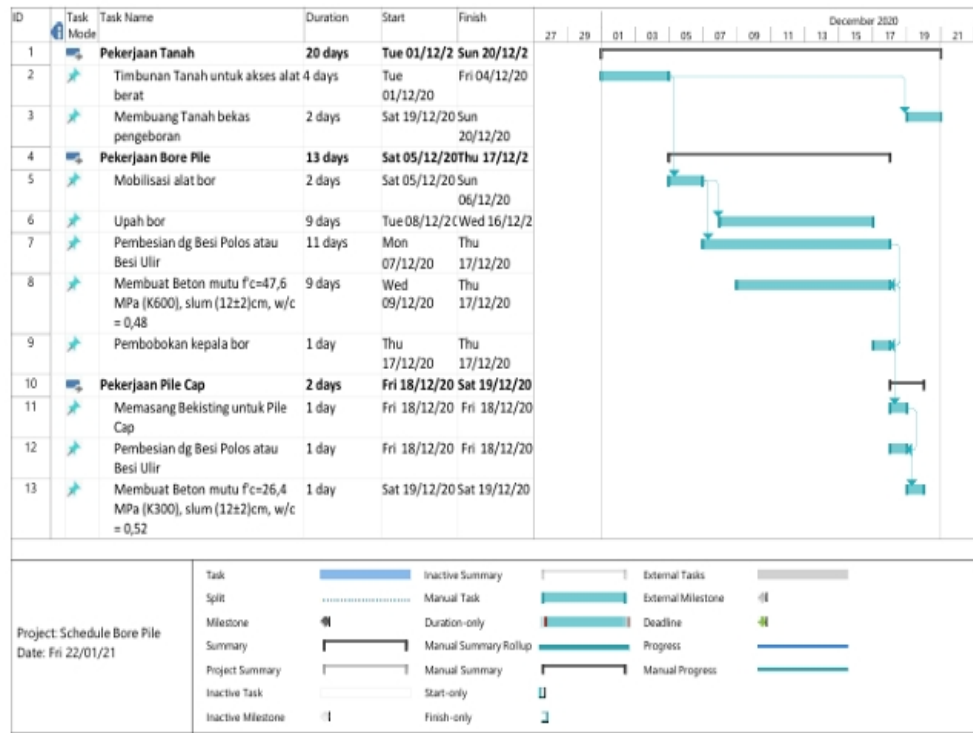 ID Task Mode Task Name Duration Start Finish
December 2020
27 29 01 03 05 07 09 11 13 15 17 19 21
1 Pekerjaan Tanah 20 days Tue 01/12/2 Sun 20/12/2
2 Timbunan Tanah untuk akses alat 4 days Tue Fri 04/12/20
berat 01/12/20
3 Membuang Tanah bekas 2 days Sat 19/12/20 Sun
pengeboran 20/12/20
4 Pekerjaan Bore Pile 13 days Sat 05/12/20 Thu 17/12/2
5 Mobilisasi alat bor 2 days Sat 05/12/20 Sun
06/12/20
6 Upah bor 9 days Tue 08/12/2( Wed 16/12/2
7 Pembesian dg Besi Polos atau 11 days Mon Thu
Besi Ulir 07/12/20 17/12/20
8 Membuat Beton mutu f'c=47,6 9 days Wed Thu
MPa (K600), slum (12±2)cm, w/c 09/12/20 17/12/20
= 0,48
9 Pembobokan kepala bor 1 day Thu Thu
17/12/20 17/12/20
10 Pekerjaan Pile Cap 2 days Fri 18/12/20 Sat 19/12/20
11 Memasang Bekisting untuk Pile 1 day Fri 18/12/20 Fri 18/12/20
Cap
12 Pembesian dg Besi Polos atau 1 day Fri 18/12/20 Fri 18/12/20
Besi Ulir
13 Membuat Beton mutu f'c=26,4 1 day Sat 19/12/20 Sat 19/12/20
MPa (K300), slum (12±2)cm, w/c
= 0,52
Project: Schedule Bore Pile
Date: Fri 22/01/21
Task Inactive Summary External Tasks
Split Manual Task External Milestone
Milestone Duration-only Deadline
Summary Manual Summary Rollup Progress
Project Summary Manual Summary Manual Progress
Inactive Task Start-only
Inactive Milestone Finish-only